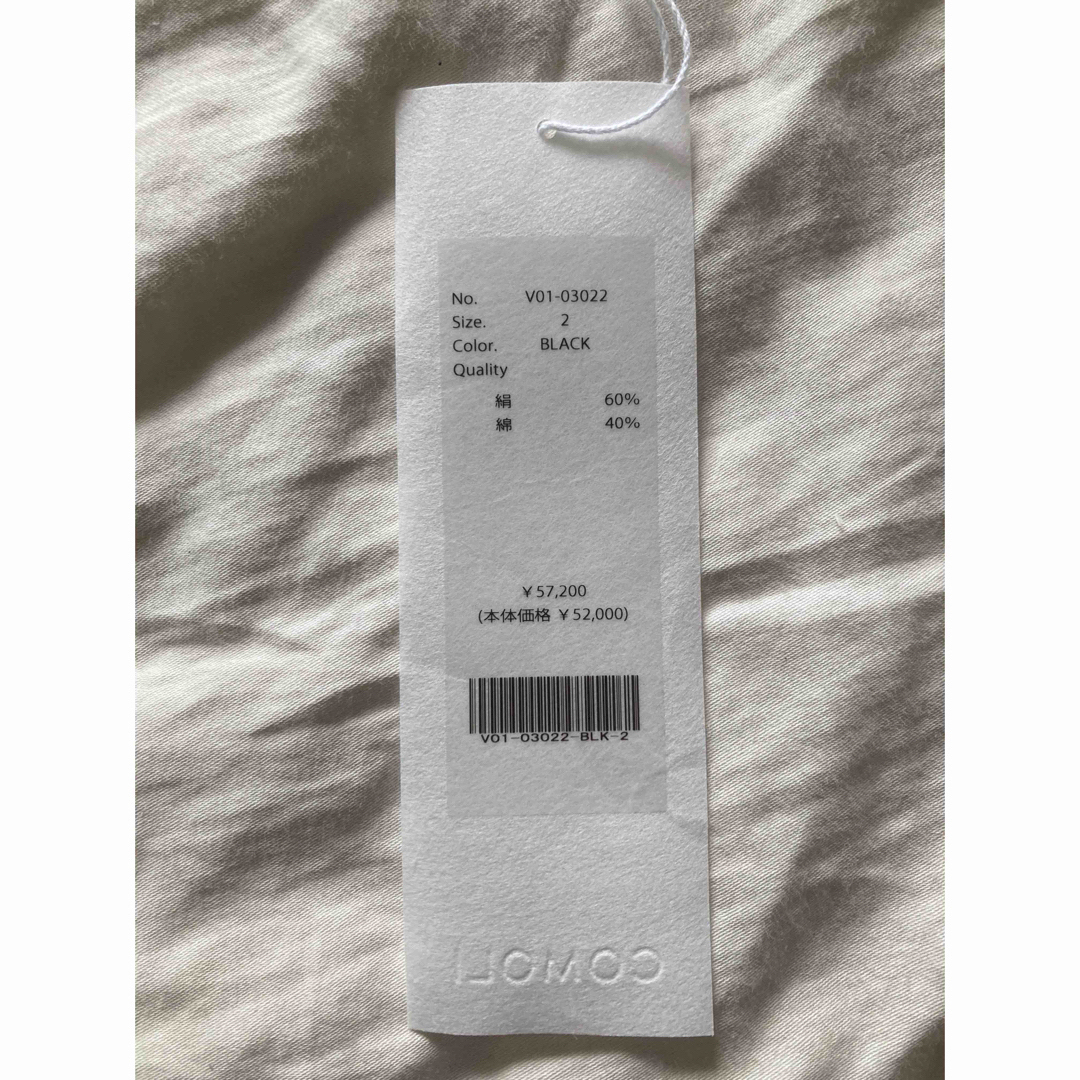 No. V01-03022
Size. 2
Color. BLACK
Quality
絹 60%
綿 40%
¥57,200
(本体価格 ¥52,000)
V01-03022-BLK-2
COMOLI